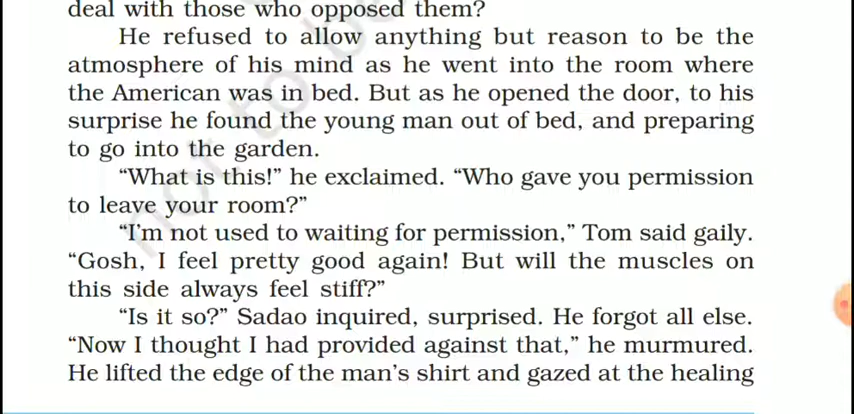 deal with those who opposed them?
He refused to allow anything but reason to be the
atmosphere of his mind as he went into the room where
the American was in bed. But as he opened the door, to his
surprise he found the young man out of bed, and preparing
to go into the garden.
“What is this!” he exclaimed. “Who gave you permission
to leave your room?”
“I’m not used to waiting for permission,” Tom said gaily.
“Gosh, I feel pretty good again! But will the muscles on
this side always feel stiff?”
“Is it so?” Sadao inquired, surprised. He forgot all else.
“Now I thought I had provided against that,” he murmured.
He lifted the edge of the man’s shirt and gazed at the healing